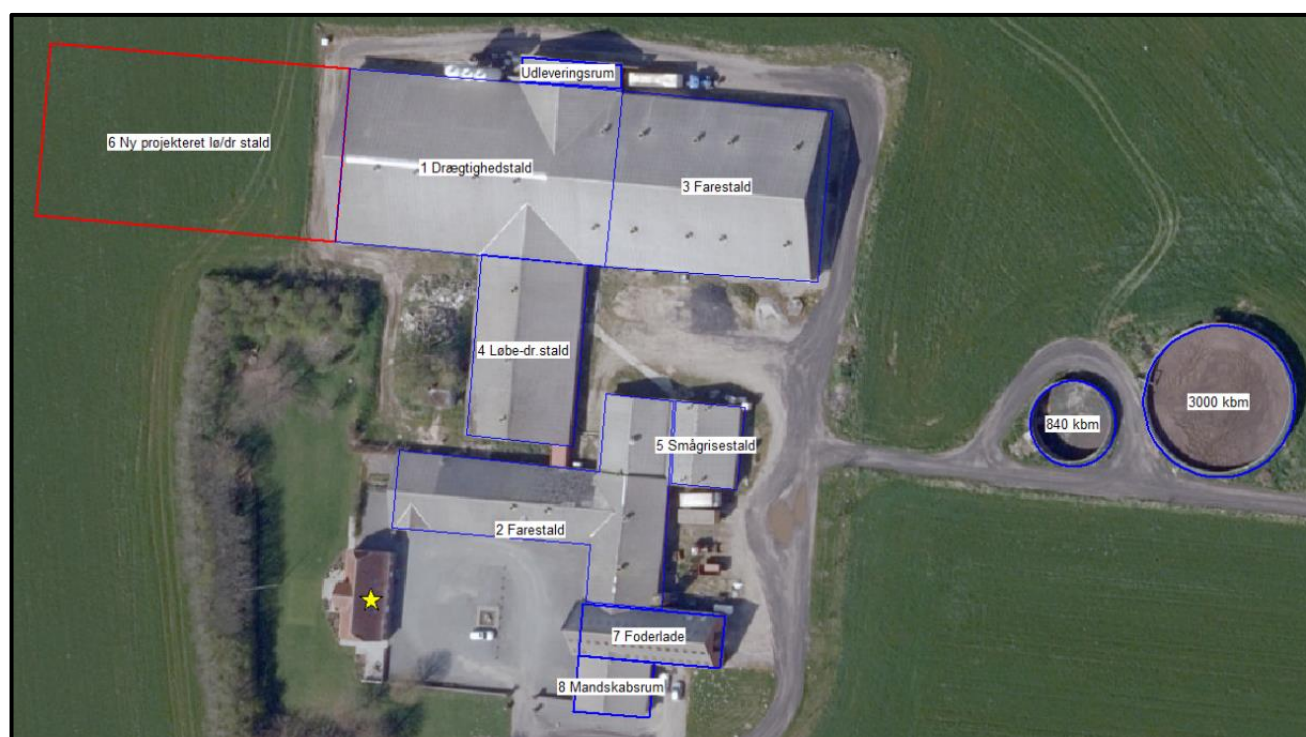 Udleveringsrum
6 Ny projekteret lø/dr stald
1 Drægtighedstald
3 Farestald
4 Løbe-dr.stald
3000 kbm
840 kbm
5 Smågrisestald
2 Farestald
7 Foderlade
8 Mandskabsrum